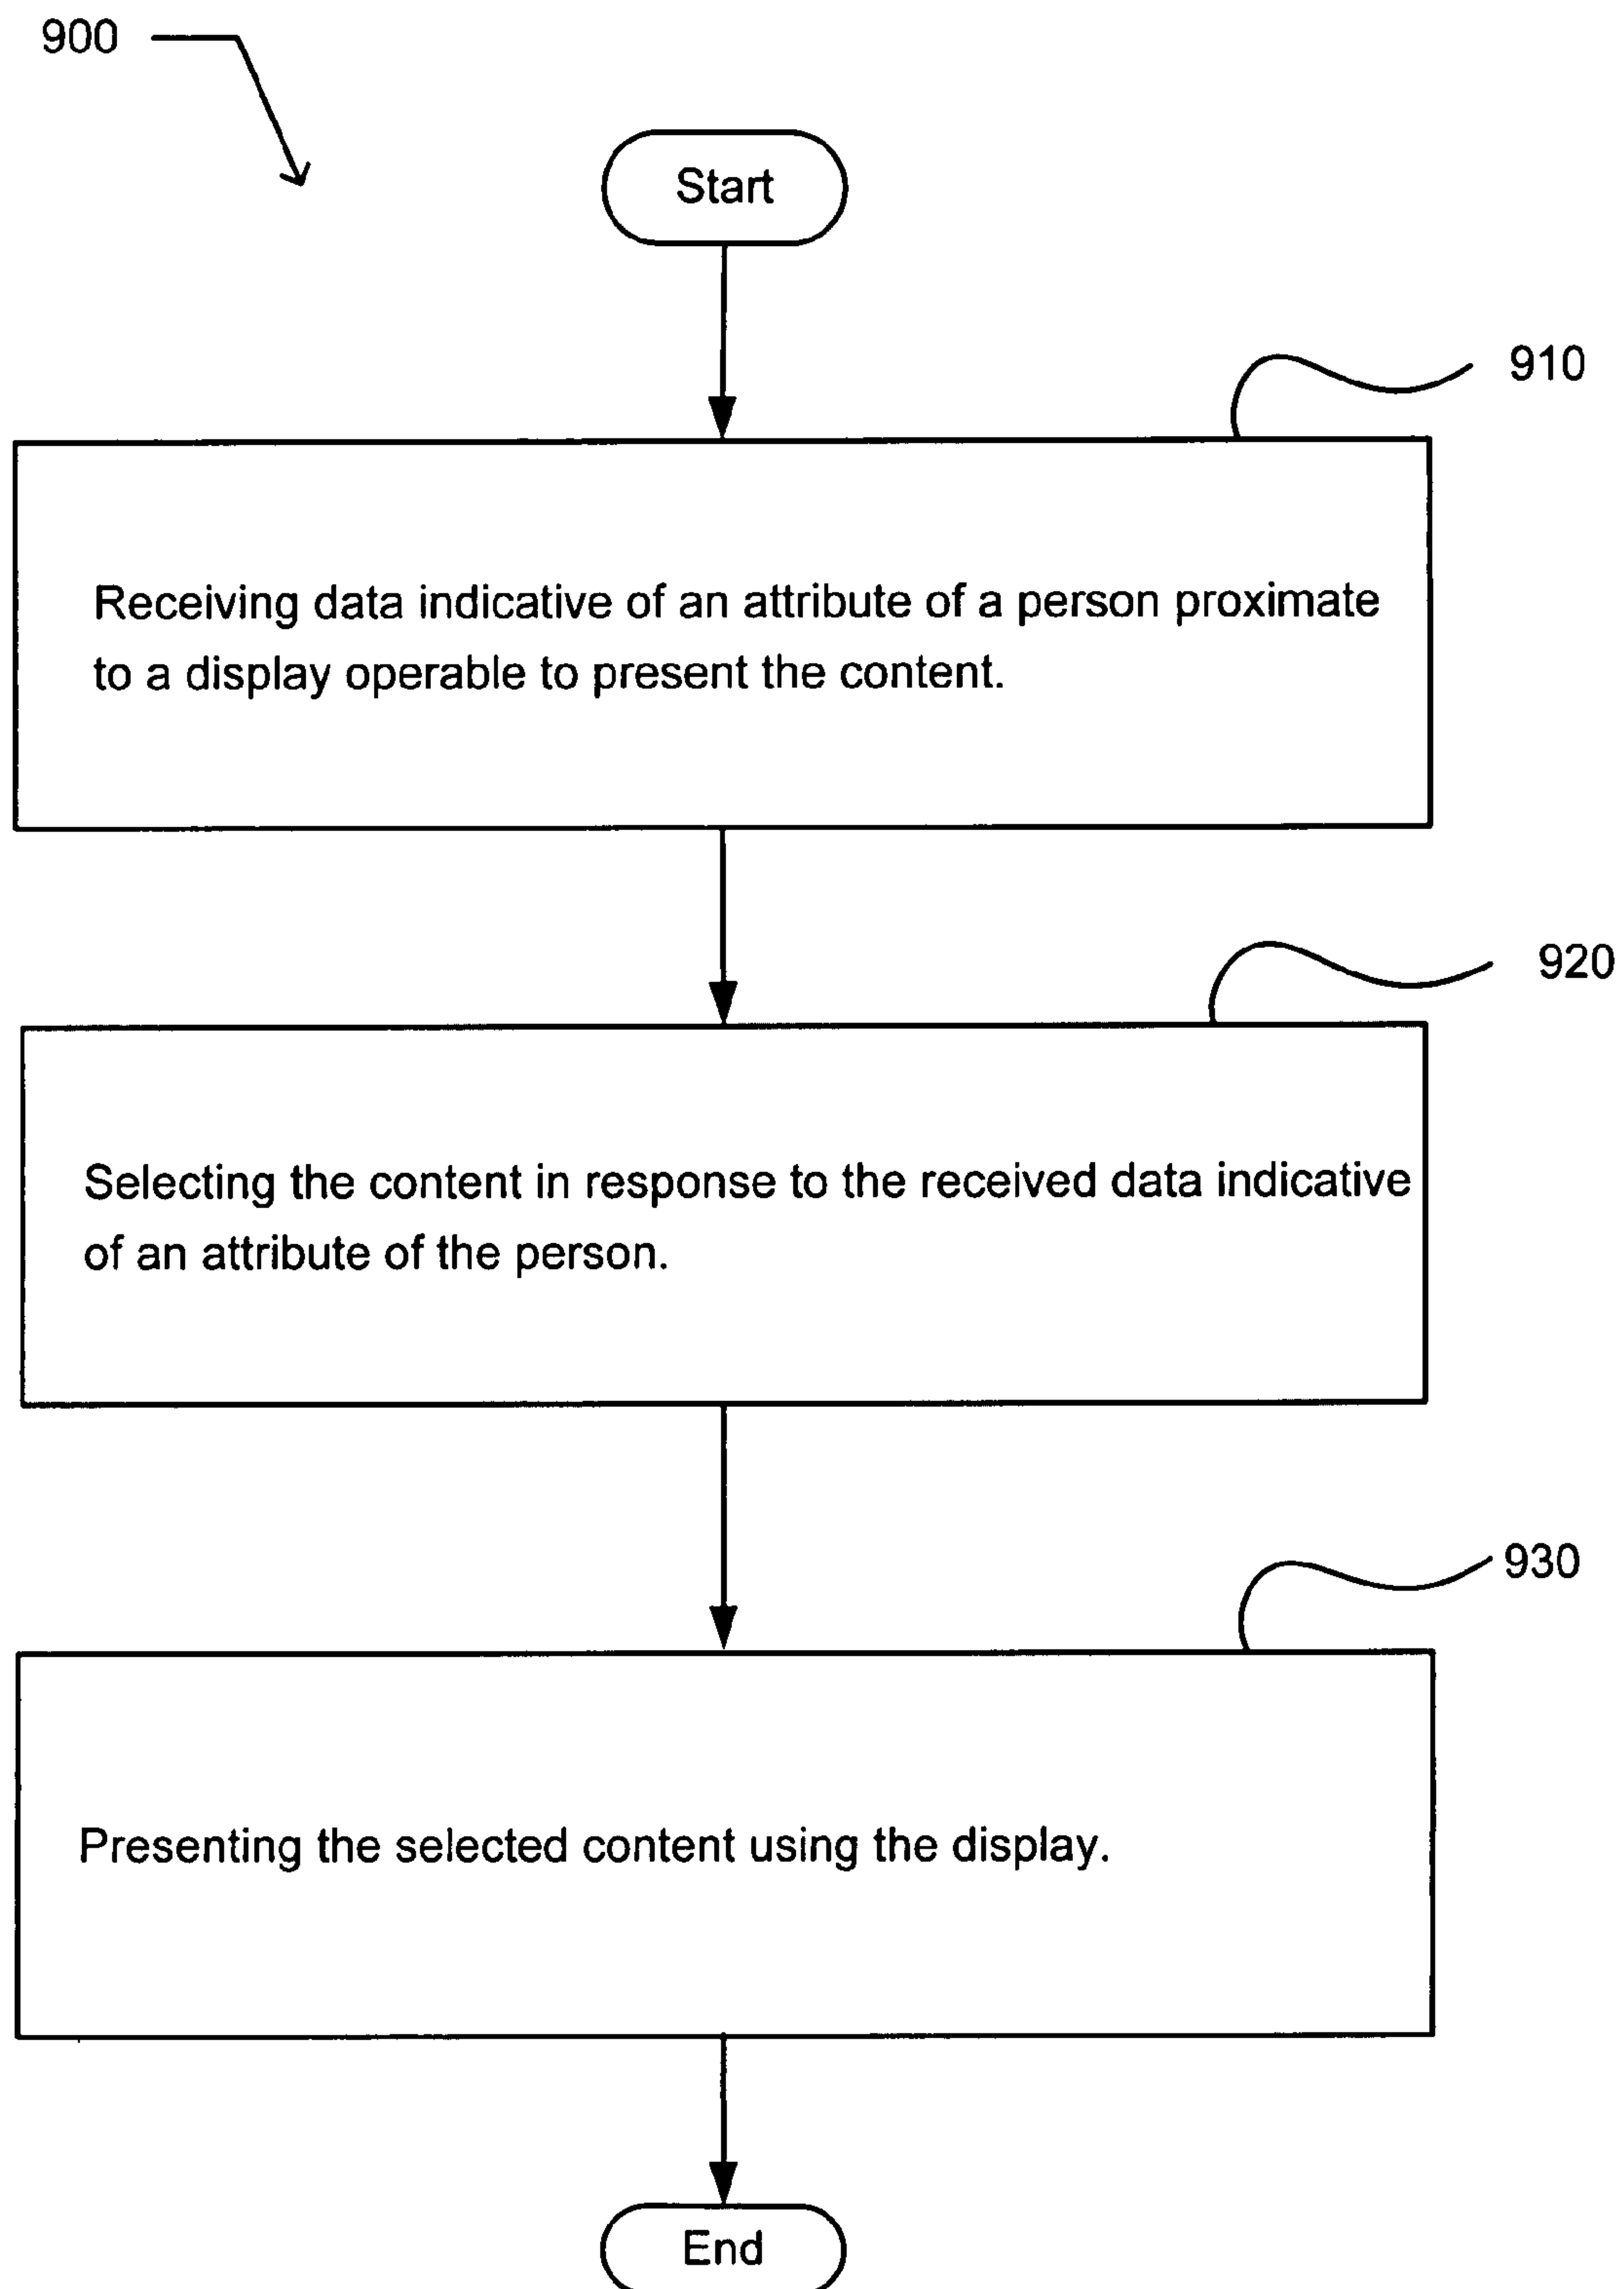 900
Start
910
Receiving data indicative of an attribute of a person proximate
to a display operable to present the content.
920
Selecting the content in response to the received data indicative
of an attribute of the person.
930
Presenting the selected content using the display.
End